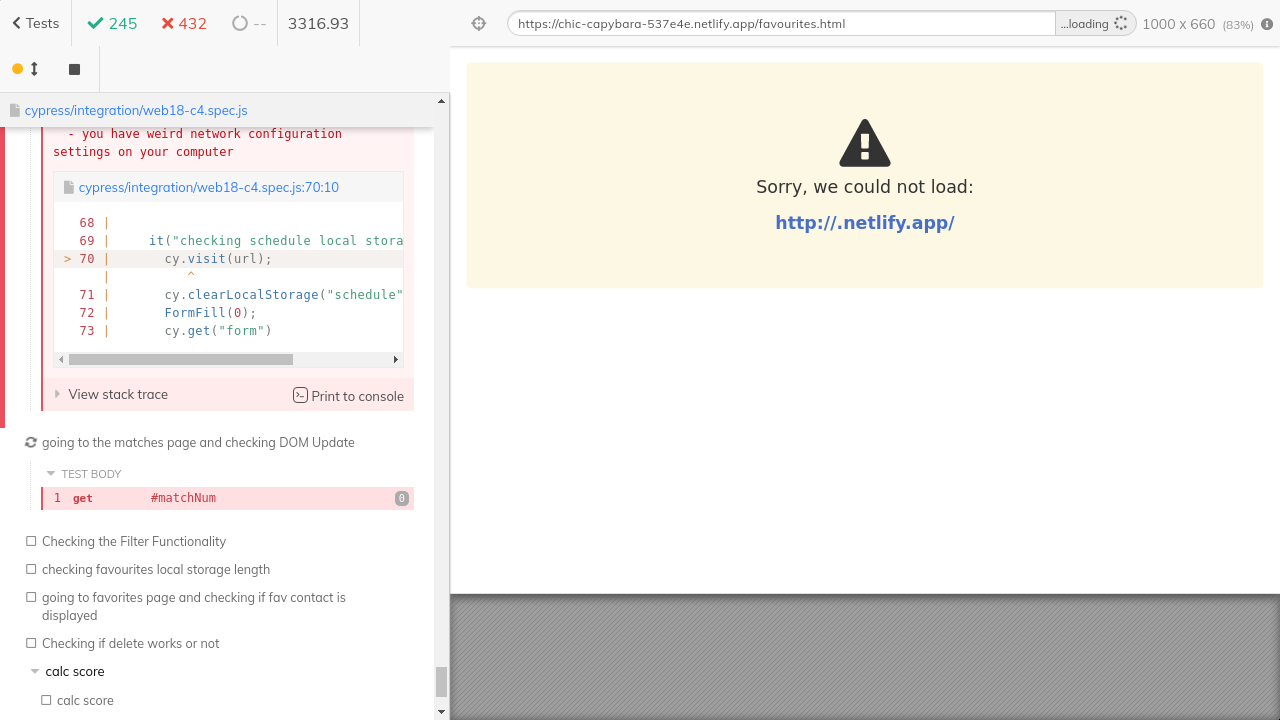 Tests
245
432
--
3316.93
https://chic-capybara-537e4e.netlify.app/favourites.html
...loading
1000 x 660 (83%)
cypress/integration/web18-c4.spec.js
- you have weird network configuration
settings on your computer
cypress/integration/web18-c4.spec.js:70:10
68 |
69 | it("checking schedule local stora
> 70 | cy.visit(url);
| ^
71 | cy.clearLocalStorage("schedule"
72 | FormFill(0);
73 | cy.get("form")
View stack trace
Print to console
going to the matches page and checking DOM Update
TEST BODY
1 get #matchNum 0
Checking the Filter Functionality
checking favourites local storage length
going to favorites page and checking if fav contact is
displayed
Checking if delete works or not
calc score
calc score
Sorry, we could not load:
http://.netlify.app/